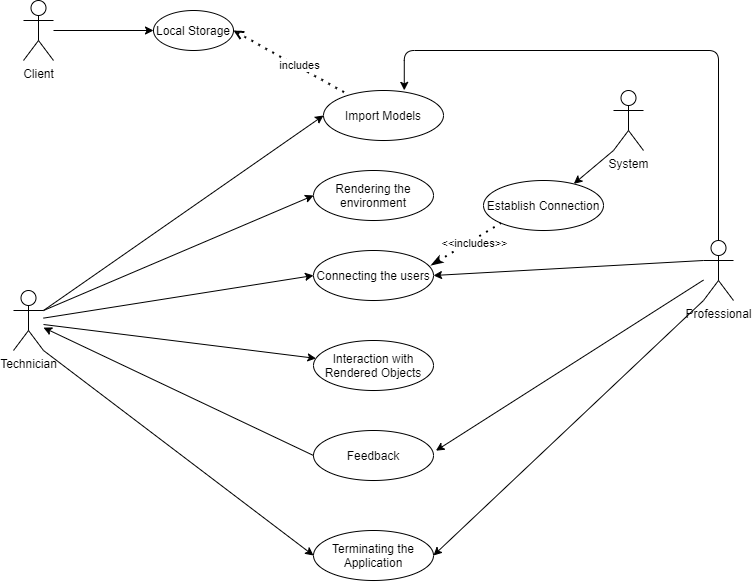 Local Storage
Client
includes
Import Models
System
Rendering the
environment
Establish Connection
<<includes>>
Connecting the users
Professional
Technician
Interaction with
Rendered Objects
Feedback
Terminating the
Application